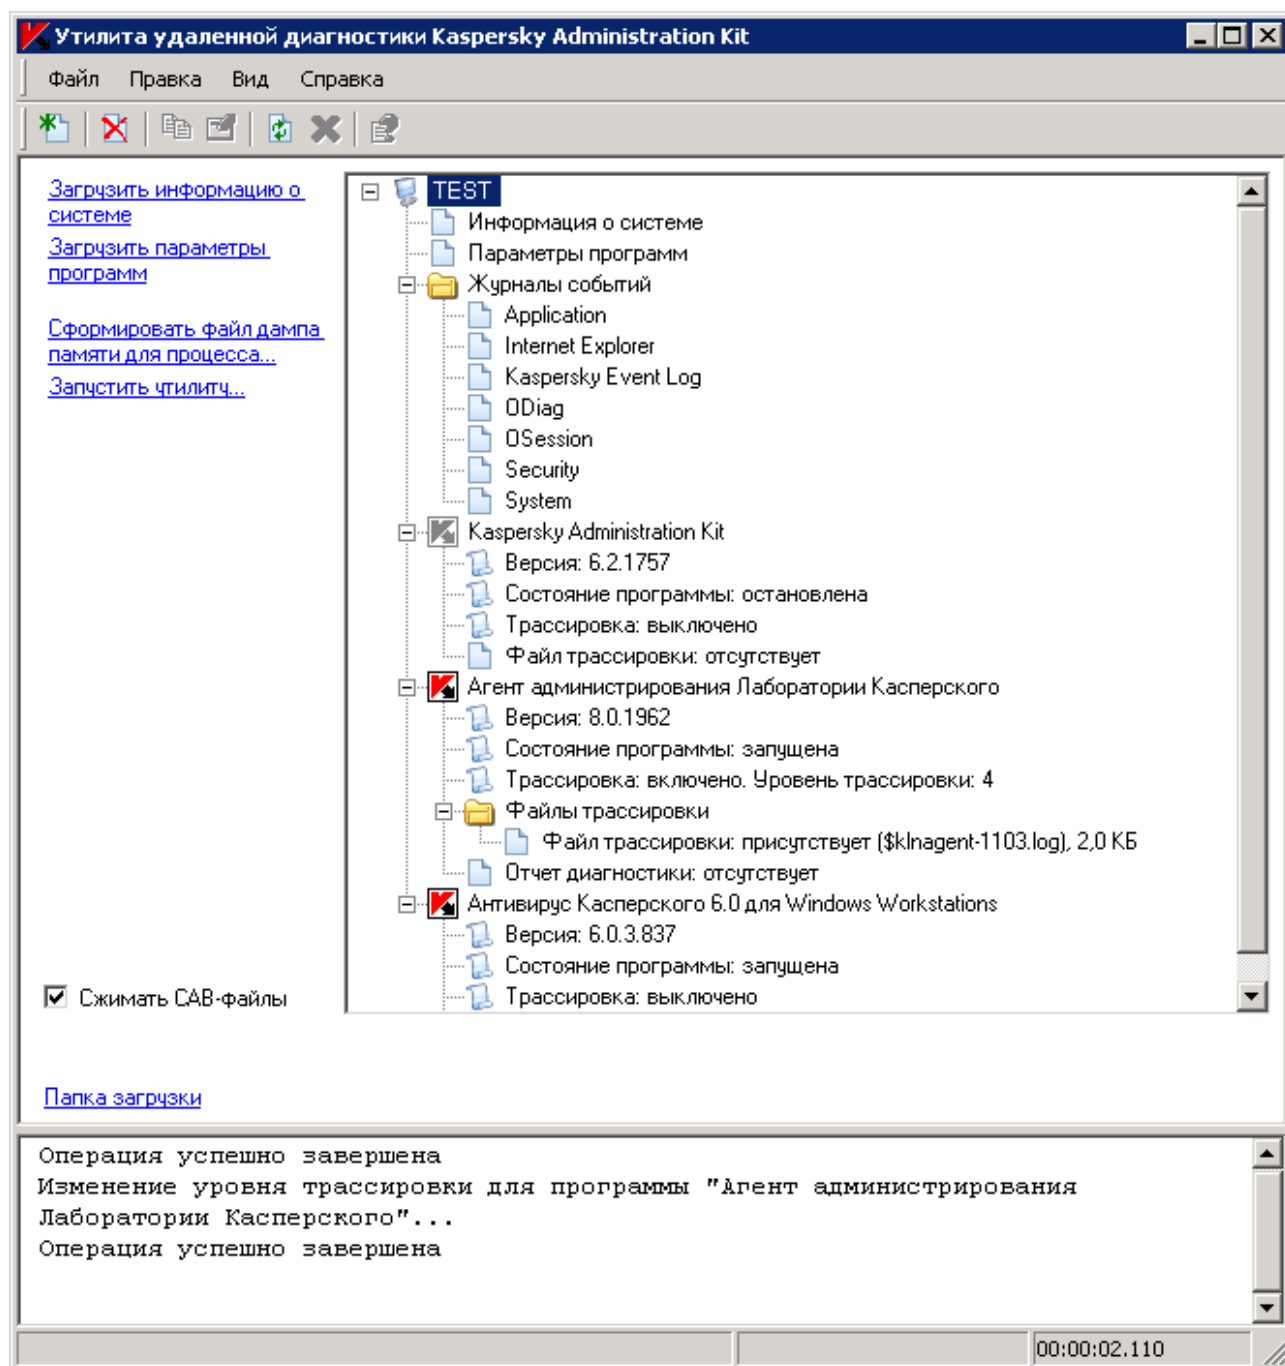 Утилита удаленной диагностики Kaspersky Administration Kit
Файл Правка Вид Справка
Загрузить информацию о
системе
Загрузить параметры
программ
Сформировать файл дампа
памяти для процесса...
Запустить утилиту...
Сжимать CAB-файлы
Папка загрузки
TEST
Информация о системе
Параметры программ
Журналы событий
Application
Internet Explorer
Kaspersky Event Log
ODiag
OSession
Security
System
Kaspersky Administration Kit
Версия: 6.2.1757
Состояние программы: остановлена
Трассировка: выключено
Файл трассировки: отсутствует
Агент администрирования Лаборатории Касперского
Версия: 8.0.1962
Состояние программы: запущена
Трассировка: включено. Уровень трассировки: 4
Файлы трассировки
Файл трассировки: присутствует ($klnagent-1103.log), 2,0 КБ
Отчет диагностики: отсутствует
Антивирус Касперского 6.0 для Windows Workstations
Версия: 6.0.3.837
Состояние программы: запущена
Трассировка: выключено
Операция успешно завершена
Изменение уровня трассировки для программы "Агент администрирования
Лаборатории Касперского"...
Операция успешно завершена
00:00:02.110